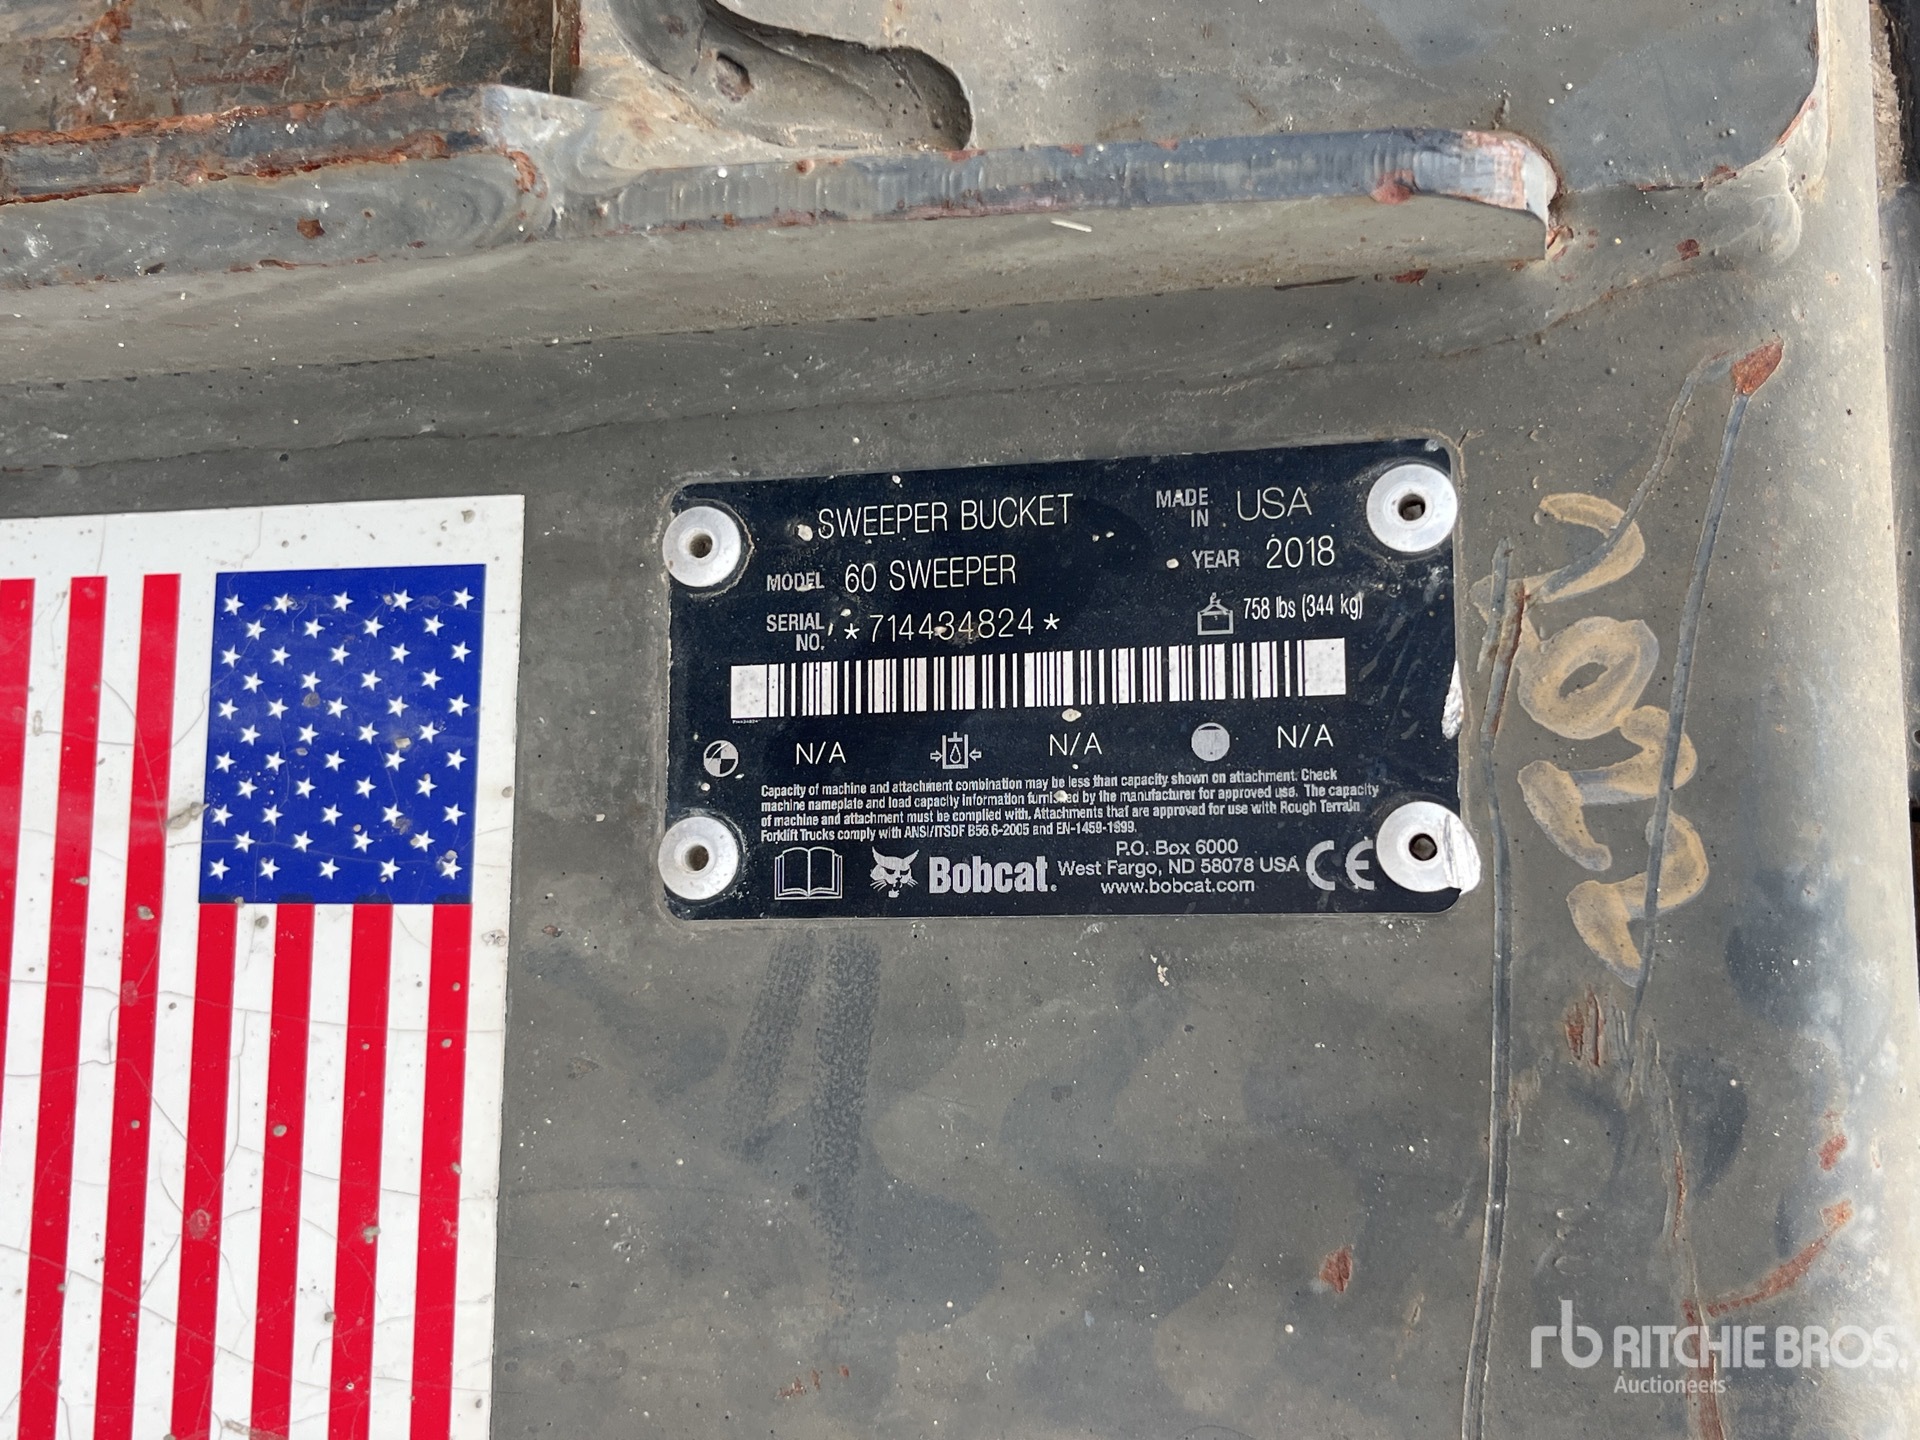 SWEEPER BUCKET
MADE IN USA
MODEL 60 SWEEPER
YEAR 2018
SERIAL NO. *714434824*
758 lbs (344 kg)
N/A N/A N/A
Capacity of machine and attachment combination may be less than capacity shown on attachment. Check
machine nameplate and load capacity information furnished by the manufacturer for approved use. The capacity
of machine and attachment must be complied with. Attachments that are approved for use with Rough Terrain
Forklift Trucks comply with ANSI/ITSDF B56.6-2005 and EN-1459-1999.
Bobcat.
P.O. Box 6000
West Fargo, ND 58078 USA
www.bobcat.com
CE
rb RITCHIE BROS.
Auctioneers